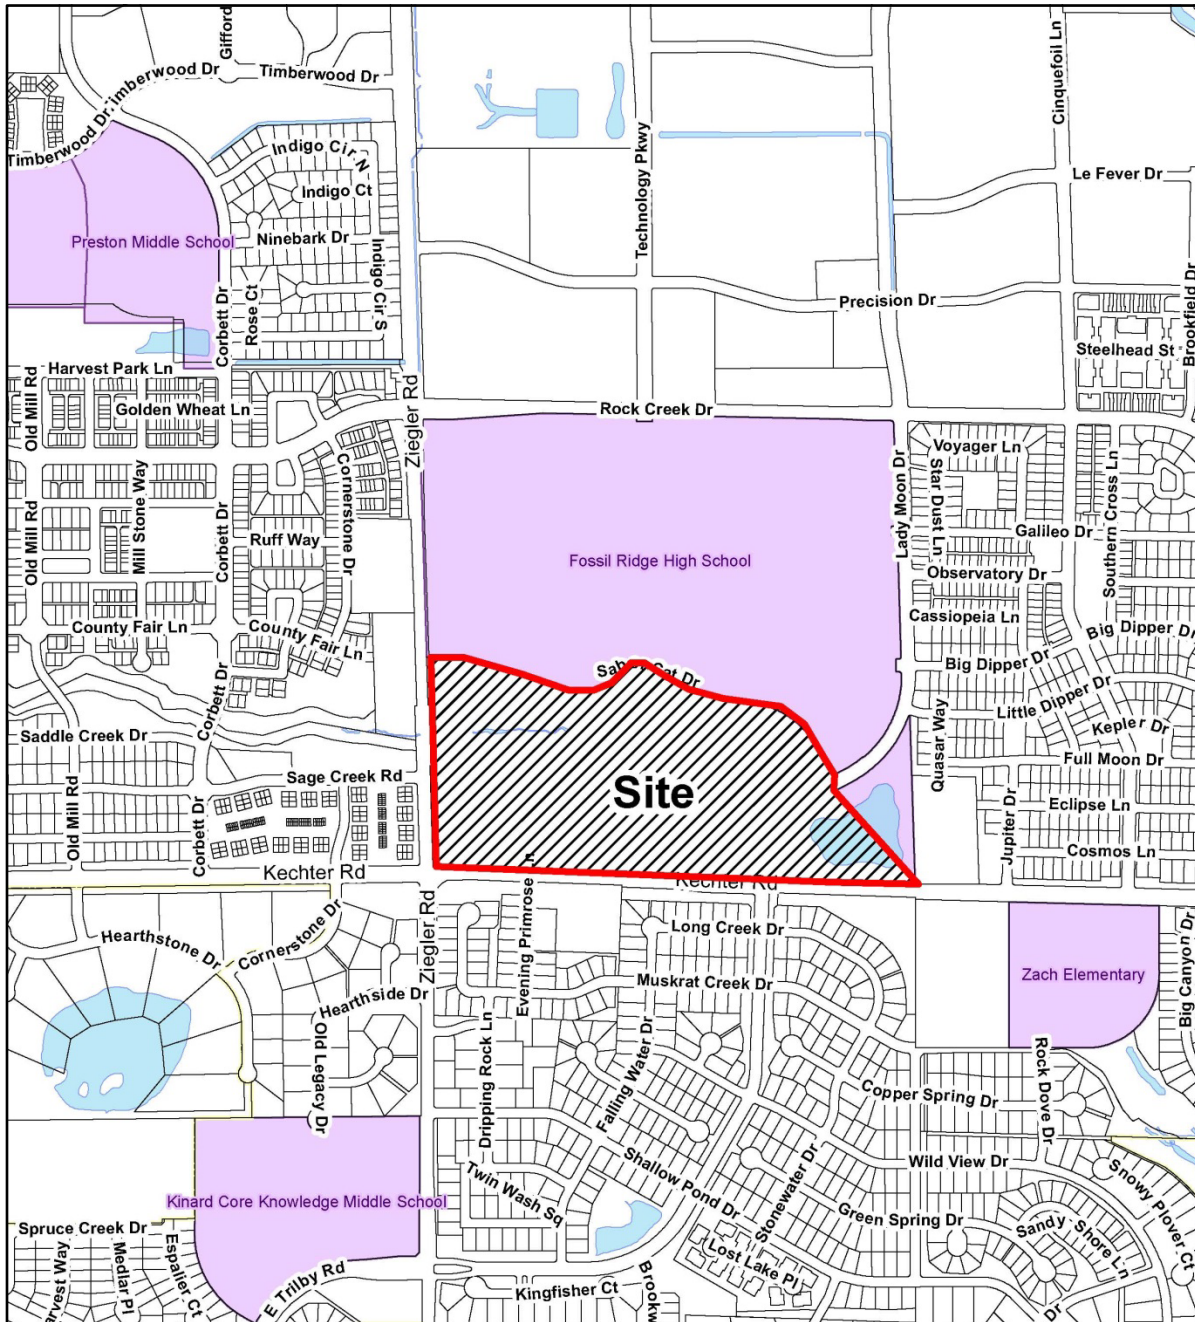 Gifford
Timberwood Dr
imberwood Dr
Timberwood Dr
Cinquefoil Ln
Technology Pkwy
Indigo Cir N
Indigo Ct
Le Fever Dr
Preston Middle School
Ninebark Dr
Indigo Cir S
Rose Ct
Corbett Dr
Precision Dr
Brookfield Dr
Steelhead St
Harvest Park Ln
Old Mill Rd
Golden Wheat Ln
Ziegler Rd
Rock Creek Dr
Voyager Ln
Star Dust Ln
Lady Moon Dr
Southern Cross Ln
Mill Stone Way
Cornerstone Dr
Old Mill Rd
Corbett Dr
Ruff Way
Galileo Dr
Fossil Ridge High School
Observatory Dr
Cassiopeia Ln
County Fair Ln
County Fair Ln
Big Dipper Dr
Big Dipper Dr
Corbett Dr
Little Dipper Dr
Saddle Creek Dr
Quasar Way
Kepler Dr
Full Moon Dr
Sage Creek Rd
Site
Eclipse Ln
Old Mill Rd
Corbett Dr
Jupiter Dr
Cosmos Ln
Kechter Rd
Kechter Rd
Ziegler Rd
Evening Primrose Ln
Hearthstone Dr
Cornerstone Dr
Long Creek Dr
Big Canyon Dr
Zach Elementary
Muskrat Creek Dr
Hearthside Dr
Old Legacy Dr
Dripping Rock Ln
Falling Water Dr
Rock Dove Dr
Copper Spring Dr
Wild View Dr
Shallow Pond Dr
Stonewater Dr
Snowy Plover Ct
Kinard Core Knowledge Middle School
Twin Wash Sq
Green Spring Dr
Sandy Shore Ln
Spruce Creek Dr
arvest Way
Medlar Pl
Espalier Ct
E Trilby Rd
Lost Lake Pl
Kingfisher Ct
Brookw
Dr